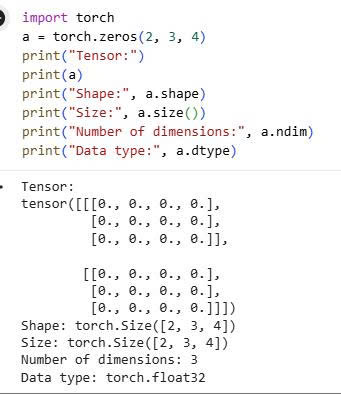 import torch
a = torch.zeros(2, 3, 4)
print("Tensor:")
print(a)
print("Shape:", a.shape)
print("Size:", a.size())
print("Number of dimensions:", a.ndim)
print("Data type:", a.dtype)
Tensor:
tensor([[[0., 0., 0., 0.],
         [0., 0., 0., 0.],
         [0., 0., 0., 0.]],

        [[0., 0., 0., 0.],
         [0., 0., 0., 0.],
         [0., 0., 0., 0.]]])
Shape: torch.Size([2, 3, 4])
Size: torch.Size([2, 3, 4])
Number of dimensions: 3
Data type: torch.float32